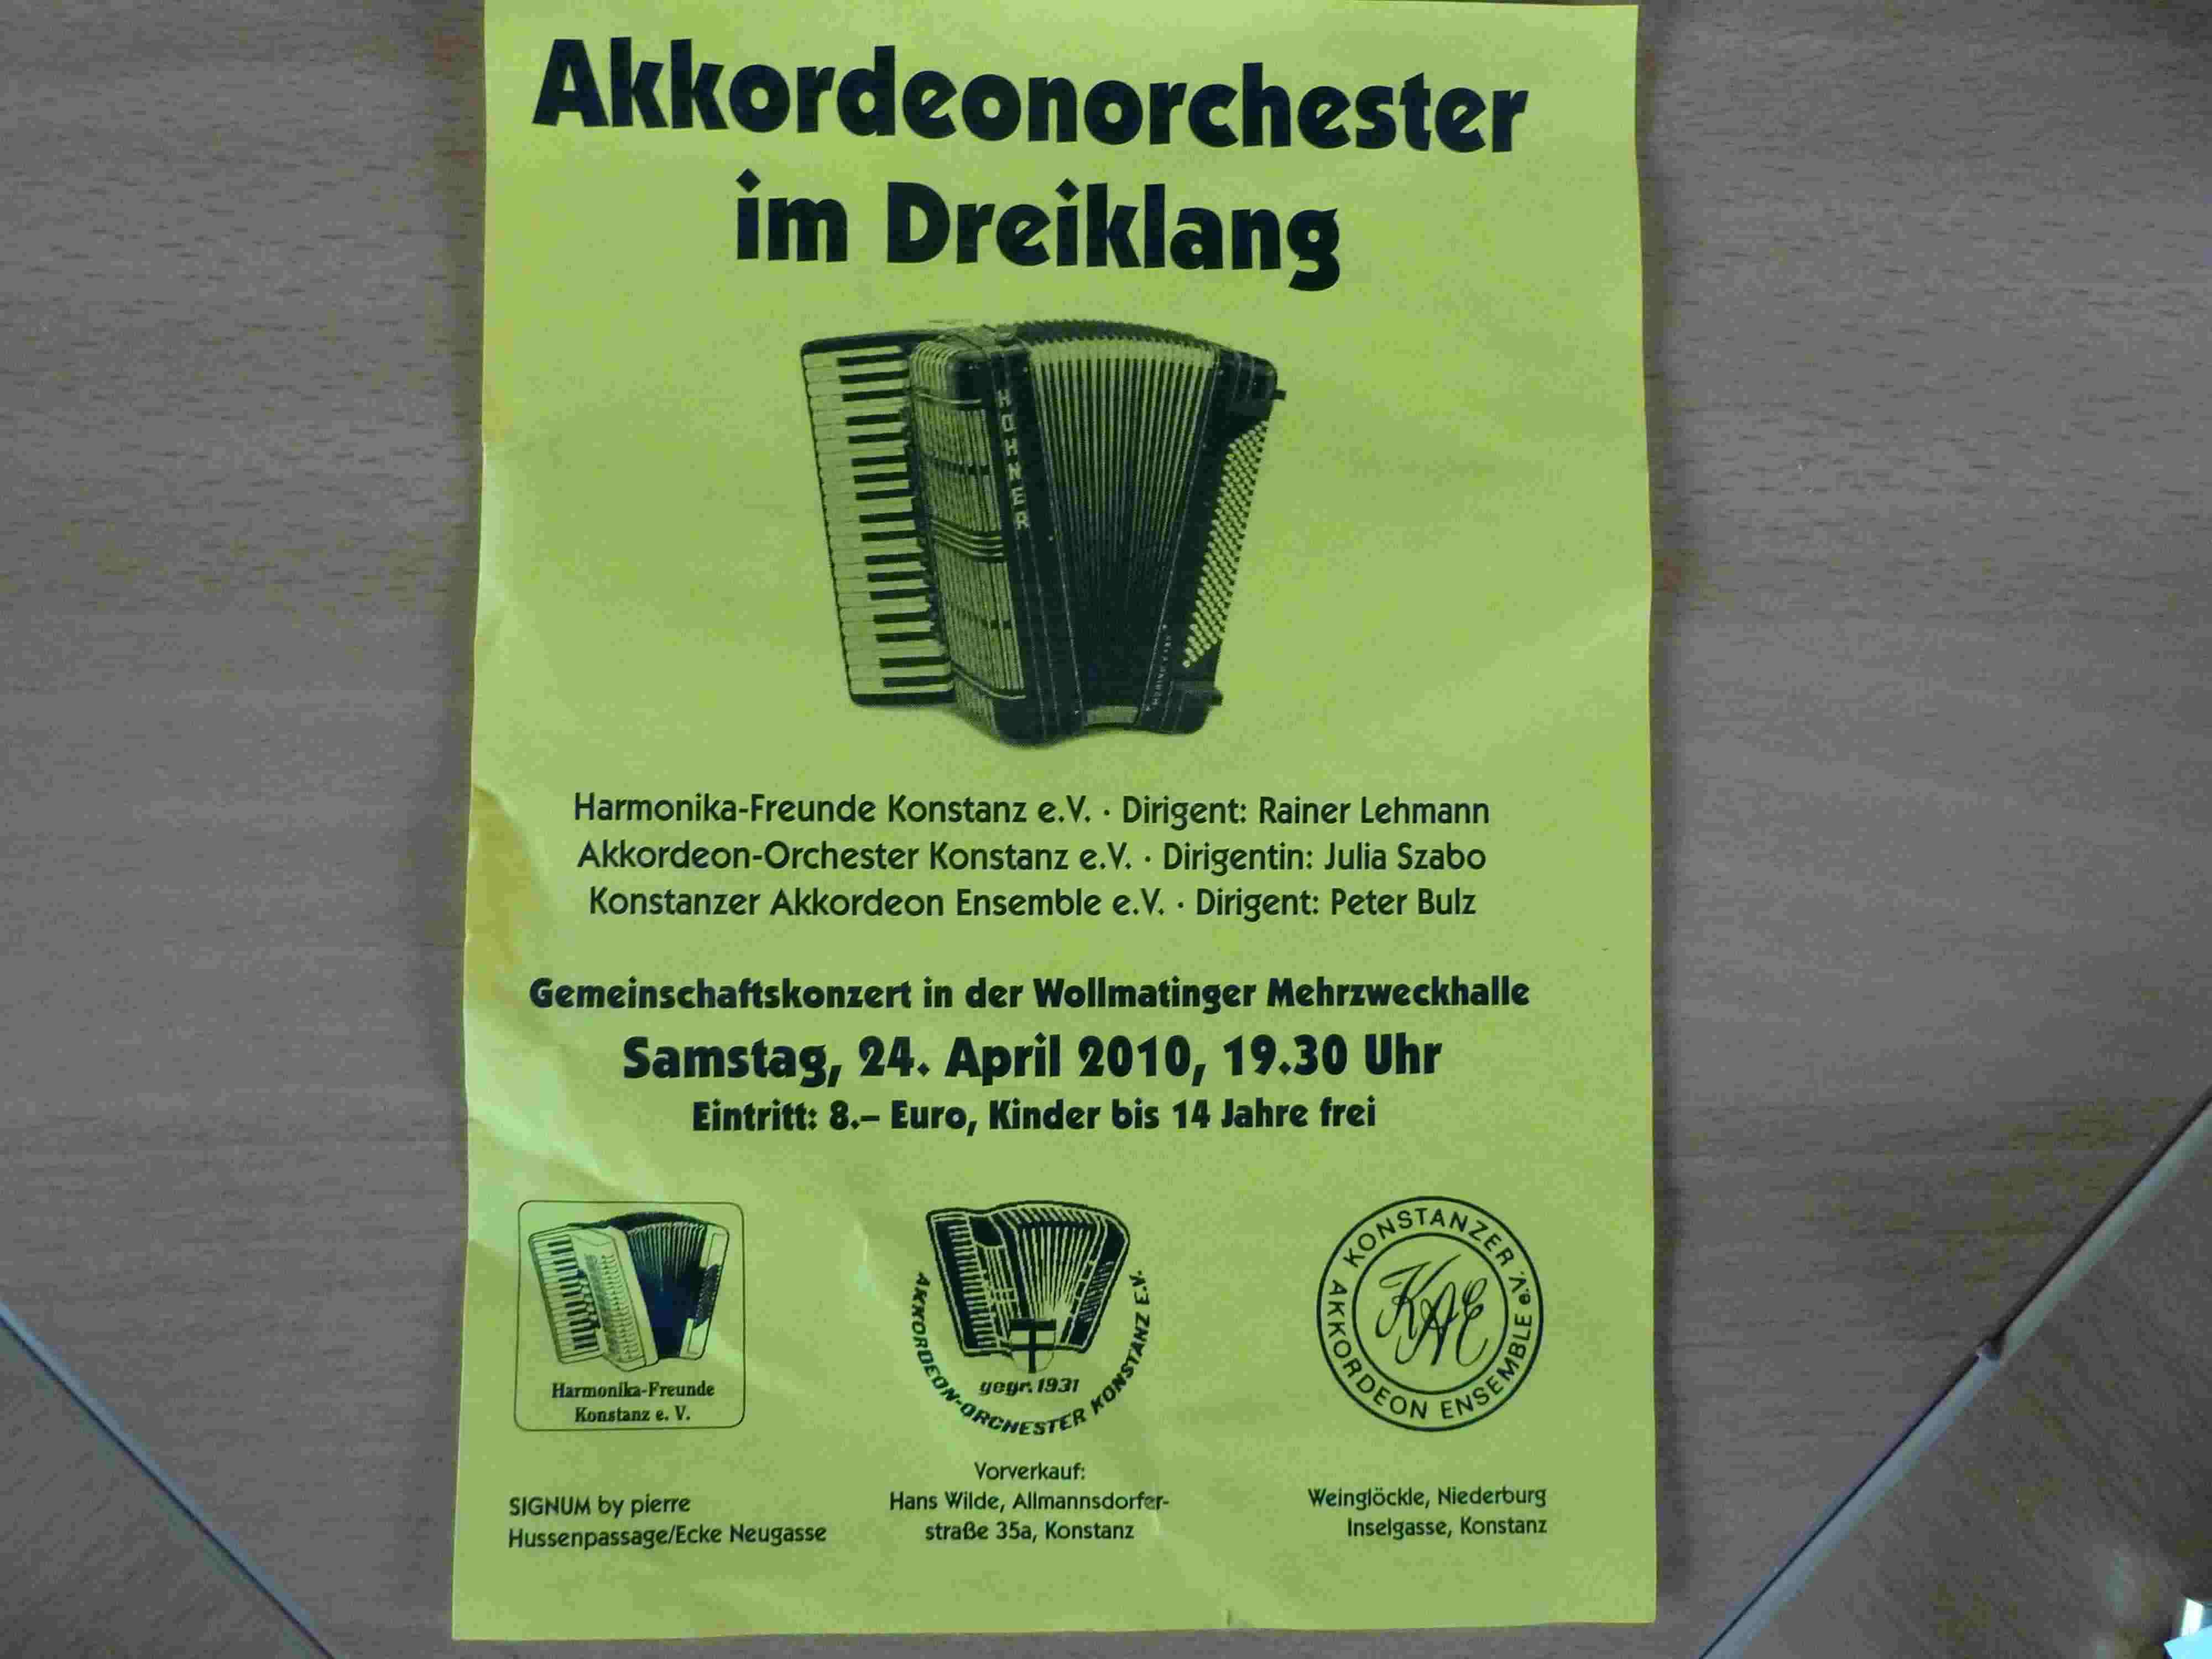 Akkordeonorchester
im Dreiklang
HOHNER
Harmonika-Freunde Konstanz e.V. · Dirigent: Rainer Lehmann
Akkordeon-Orchester Konstanz e.V. · Dirigentin: Julia Szabo
Konstanzer Akkordeon Ensemble e.V. · Dirigent: Peter Bulz
Gemeinschaftskonzert in der Wollmatinger Mehrzweckhalle
Samstag, 24. April 2010, 19.30 Uhr
Eintritt: 8.– Euro, Kinder bis 14 Jahre frei
Harmonika-Freunde
Konstanz e. V.
gegr. 1931
AKKORDEON-ORCHESTER KONSTANZ E.V.
KONSTANZER
AKKORDEON ENSEMBLE e.V.
KAE
SIGNUM by pierre
Hussenpassage/Ecke Neugasse
Vorverkauf:
Hans Wilde, Allmannsdorfer-
straße 35a, Konstanz
Weinglöckle, Niederburg
Inselgasse, Konstanz